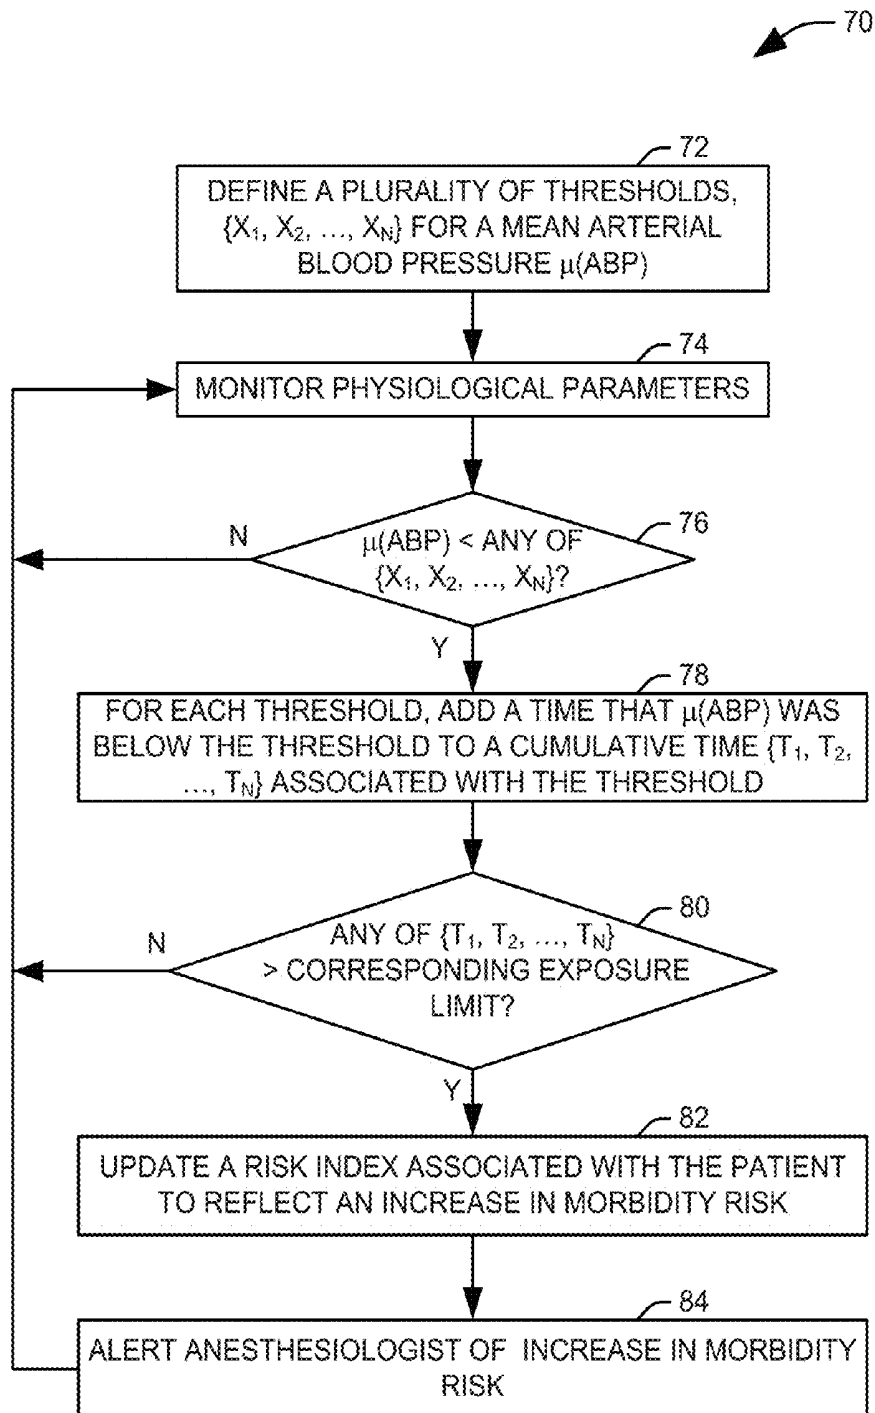 70
72
DEFINE A PLURALITY OF THRESHOLDS,
{X₁, X₂, ..., X_N} FOR A MEAN ARTERIAL
BLOOD PRESSURE μ(ABP)
74
MONITOR PHYSIOLOGICAL PARAMETERS
76
N
μ(ABP) < ANY OF
{X₁, X₂, ..., X_N}?
Y
78
FOR EACH THRESHOLD, ADD A TIME THAT μ(ABP) WAS
BELOW THE THRESHOLD TO A CUMULATIVE TIME {T₁, T₂,
..., T_N} ASSOCIATED WITH THE THRESHOLD
80
N
ANY OF {T₁, T₂, ..., T_N}
> CORRESPONDING EXPOSURE
LIMIT?
Y
82
UPDATE A RISK INDEX ASSOCIATED WITH THE PATIENT
TO REFLECT AN INCREASE IN MORBIDITY RISK
84
ALERT ANESTHESIOLOGIST OF INCREASE IN MORBIDITY
RISK